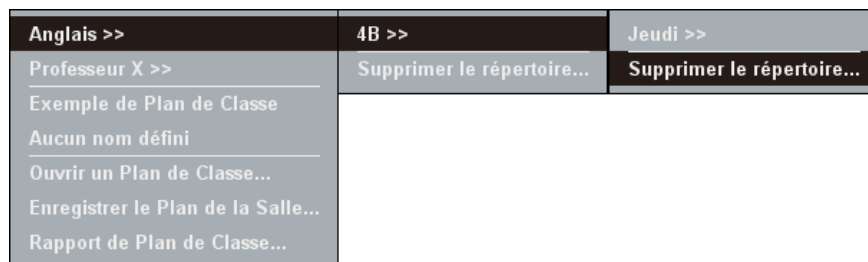 Anglais >>
Professeur X >>
Exemple de Plan de Classe
Aucun nom défini
Ouvrir un Plan de Classe...
Enregistrer le Plan de la Salle...
Rapport de Plan de Classe...
4B >>
Supprimer le répertoire...
Jeudi >>
Supprimer le répertoire...